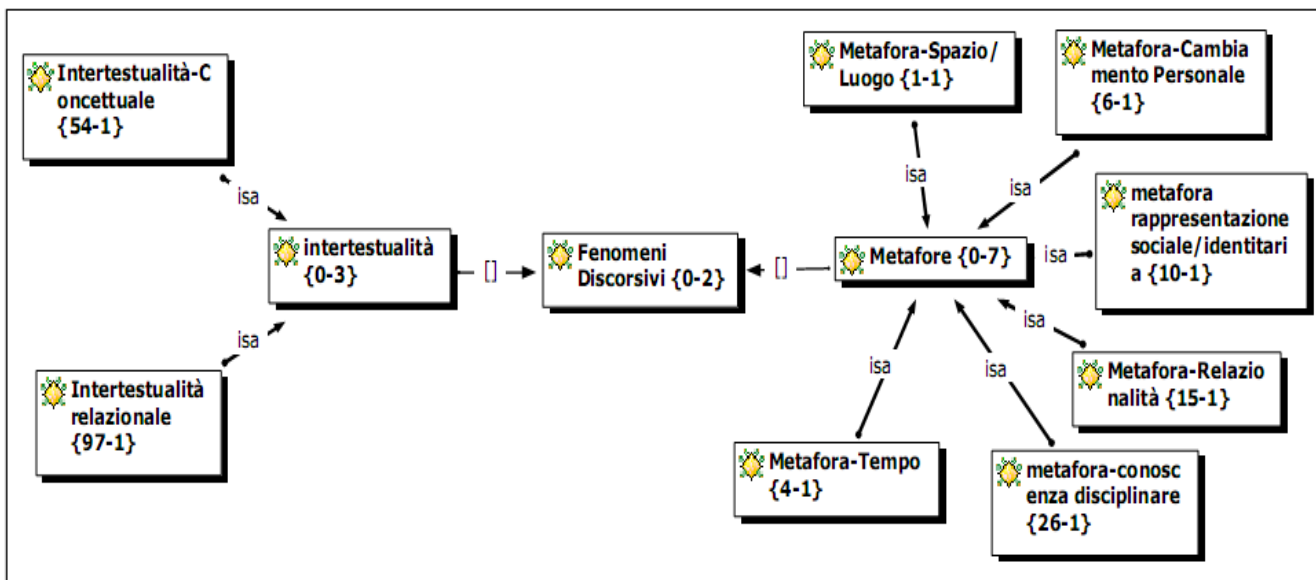 Intertestualità-C
oncettuale
{54-1}
isa
intertestualità
{0-3}
isa
Intertestualità
relazionale
{97-1}
[]
Fenomeni
Discorsivi {0-2}
[]
Metafore {0-7}
Metafora-Spazio/
Luogo {1-1}
isa
Metafora-Cambia
mento Personale
{6-1}
isa
metafora
rappresentazione
sociale/identitari
a {10-1}
isa
Metafora-Relazio
nalità {15-1}
isa
metafora-conosc
enza disciplinare
{26-1}
isa
Metafora-Tempo
{4-1}
isa